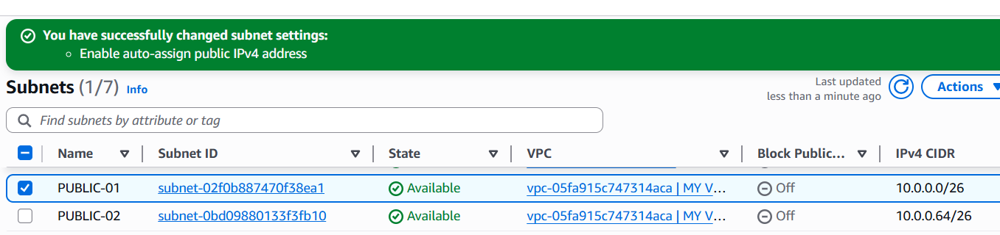 You have successfully changed subnet settings:
Enable auto-assign public IPv4 address
Subnets (1/7) Info
Last updated
less than a minute ago
Actions
Find subnets by attribute or tag
Name Subnet ID State VPC Block Public... IPv4 CIDR
PUBLIC-01 subnet-02f0b887470f38ea1 Available vpc-05fa915c747314aca | MY V... Off 10.0.0.0/26
PUBLIC-02 subnet-0bd09880133f3fb10 Available vpc-05fa915c747314aca | MY V... Off 10.0.0.64/26